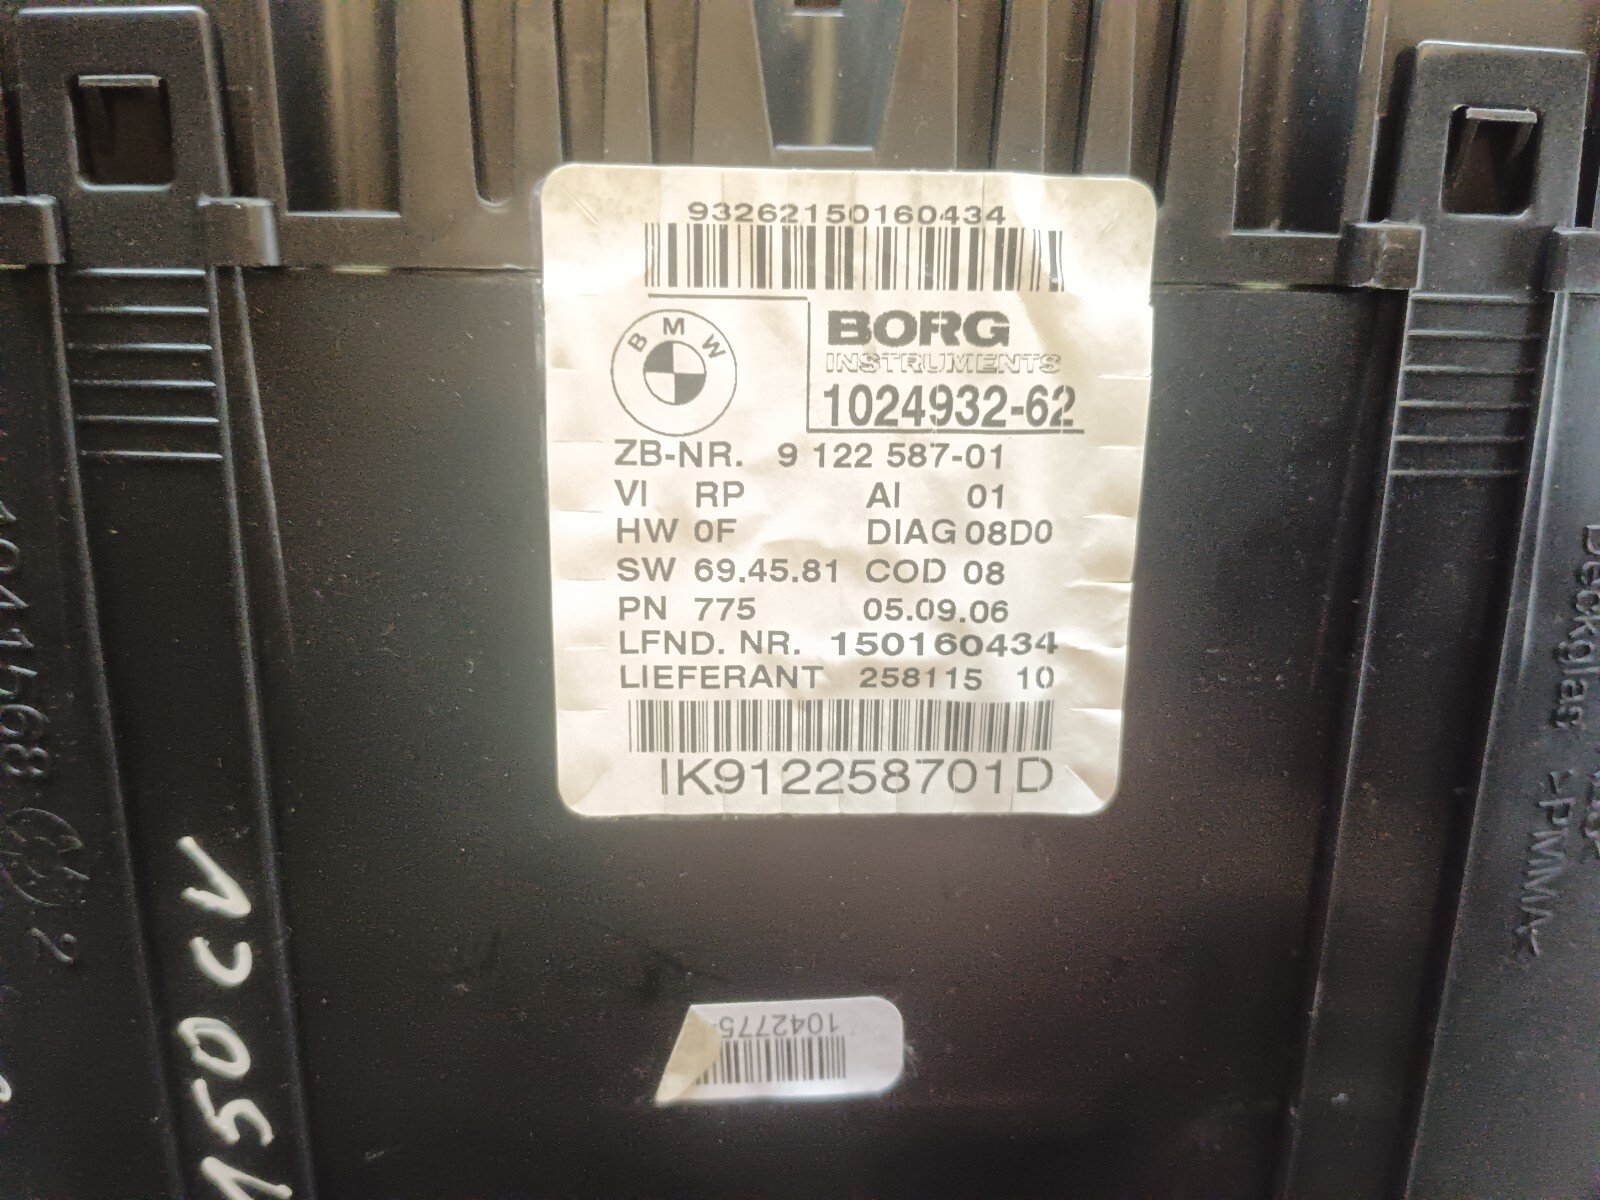 93262150160434
BMW
BORG
INSTRUMENTS
1024932-62
ZB-NR. 9 122 587-01
VI RP AI 01
HW 0F DIAG 08D0
SW 69.45.81 COD 08
PN 775 05.09.06
LFND. NR. 150160434
LIEFERANT 258115 10
IK912258701D
1042775
150 CV
Deckglas
>PMMA<
2